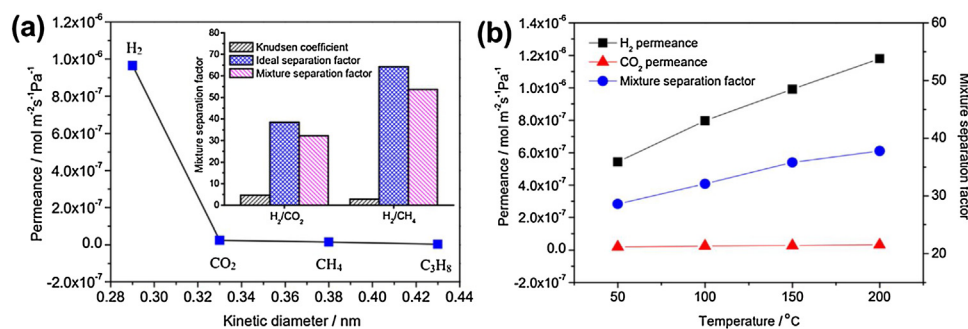 (a)
1.2x10⁻⁶
1.0x10⁻⁶
8.0x10⁻⁷
6.0x10⁻⁷
4.0x10⁻⁷
2.0x10⁻⁷
0.0
-2.0x10⁻⁷
Permeance / mol m⁻²s⁻¹Pa⁻¹
H₂
CO₂
CH₄
C₃H₈
0.28 0.30 0.32 0.34 0.36 0.38 0.40 0.42 0.44
Kinetic diameter / nm
80
70
60
50
40
30
20
10
0
Mixture separation factor
Knudsen coefficient
Ideal separation factor
Mixture separation factor
H₂/CO₂ H₂/CH₄
(b)
1.4x10⁻⁶
1.2x10⁻⁶
1.0x10⁻⁶
8.0x10⁻⁷
6.0x10⁻⁷
4.0x10⁻⁷
2.0x10⁻⁷
0.0
-2.0x10⁻⁷
Permeance / mol m⁻²s⁻¹Pa⁻¹
H₂ permeance
CO₂ permeance
Mixture separation factor
50 100 150 200
Temperature / °C
60
50
40
30
20
Mixture separation factor